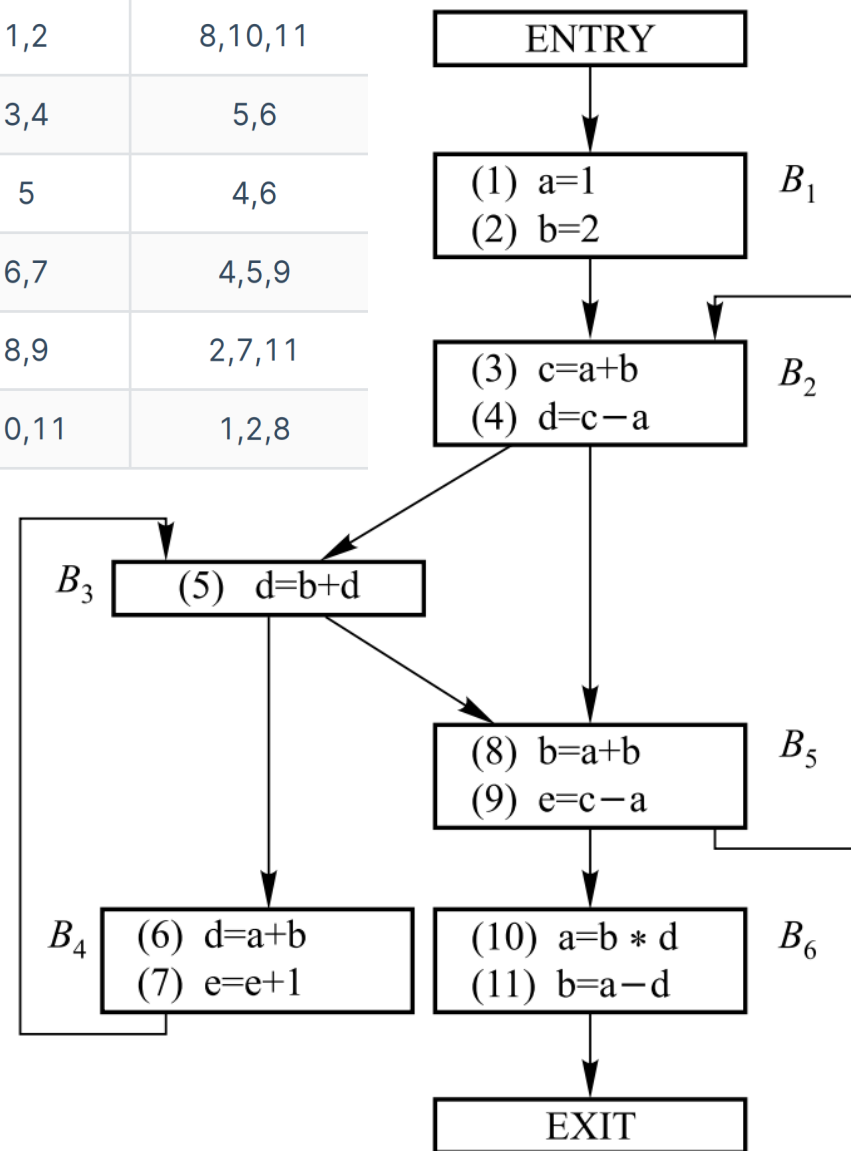 1,2 8,10,11
3,4 5,6
5 4,6
6,7 4,5,9
8,9 2,7,11
0,11 1,2,8
ENTRY
(1) a=1
(2) b=2
B₁
(3) c=a+b
(4) d=c−a
B₂
B₃
(5) d=b+d
(8) b=a+b
(9) e=c−a
B₅
B₄
(6) d=a+b
(7) e=e+1
(10) a=b * d
(11) b=a−d
B₆
EXIT